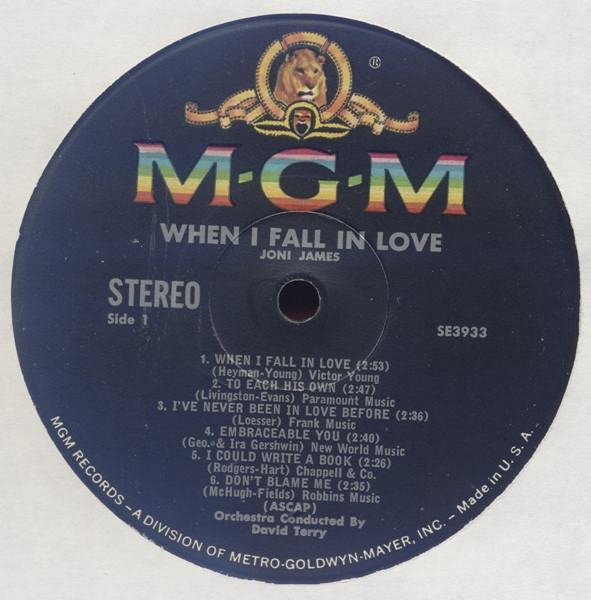 ®
M-G-M
WHEN I FALL IN LOVE
JONI JAMES
STEREO
Side 1
SE3933
1. WHEN I FALL IN LOVE (2:53)
(Heyman-Young) Victor Young
2. TO EACH HIS OWN (2:47)
(Livingston-Evans) Paramount Music
3. I'VE NEVER BEEN IN LOVE BEFORE (2:36)
(Loesser) Frank Music
4. EMBRACEABLE YOU (2:40)
(Geo. & Ira Gershwin) New World Music
5. I COULD WRITE A BOOK (2:26)
(Rodgers-Hart) Chappell & Co.
6. DON'T BLAME ME (2:35)
(McHugh-Fields) Robbins Music
(ASCAP)
Orchestra Conducted By
David Terry
MGM RECORDS – A DIVISION OF METRO-GOLDWYN-MAYER, INC. – Made in U. S. A.